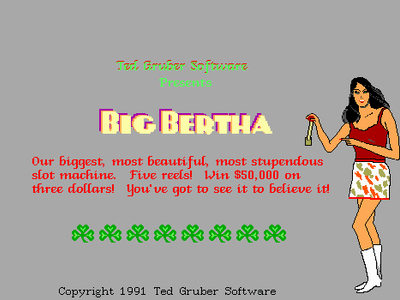 Ted Gruber Software
Presents
BIG BERTHA
Our biggest, most beautiful, most stupendous
slot machine.  Five reels!  Win $50,000 on
three dollars!  You've got to see it to believe it!
Copyright 1991 Ted Gruber Software